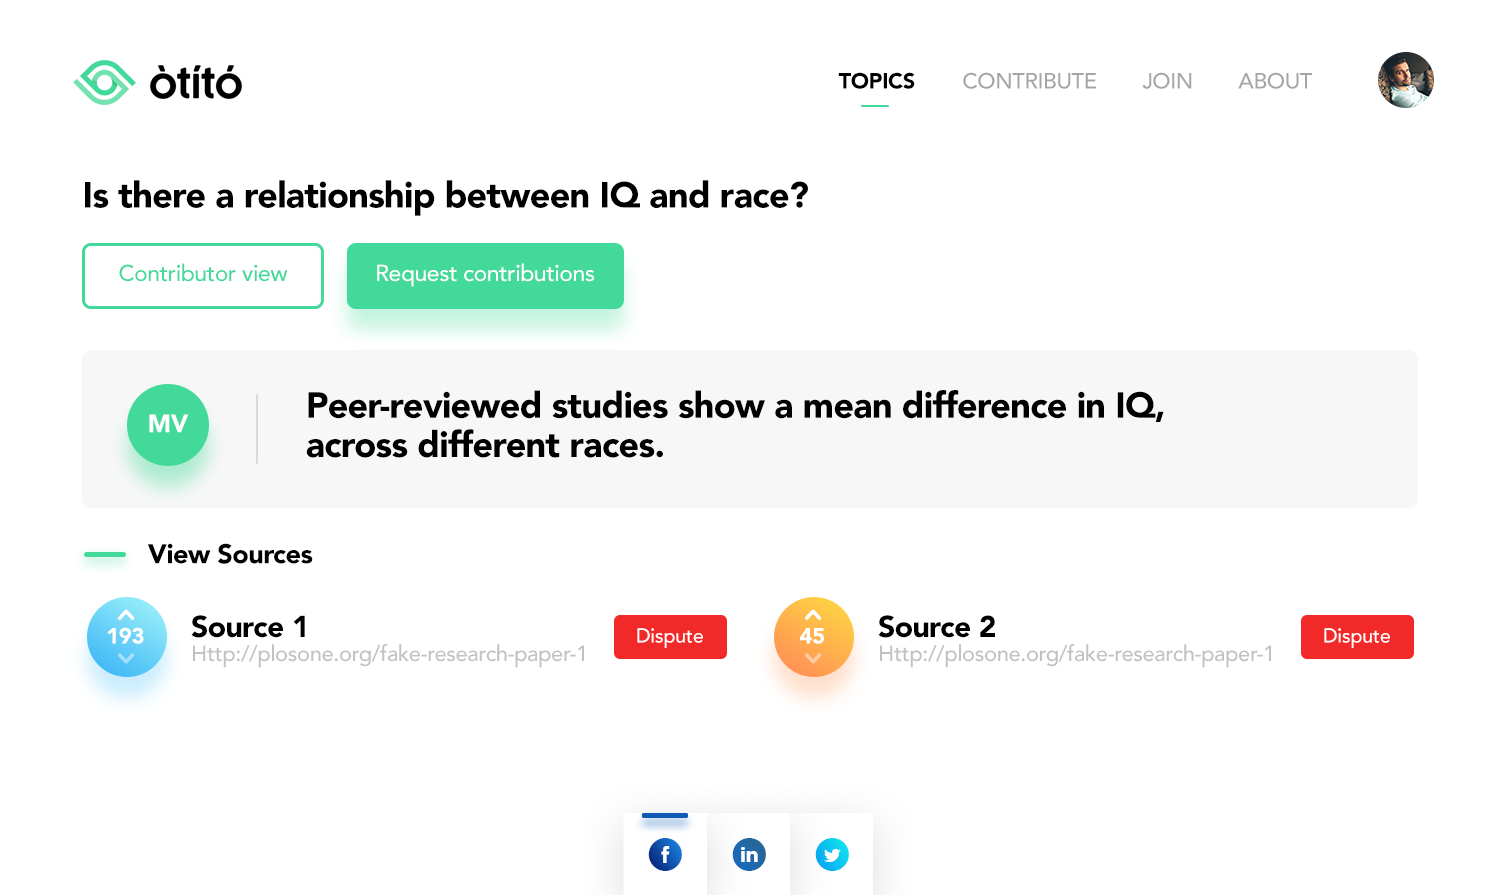 òtító
TOPICS
CONTRIBUTE
JOIN
ABOUT
Is there a relationship between IQ and race?
Contributor view
Request contributions
MV
Peer-reviewed studies show a mean difference in IQ,
across different races.
View Sources
193
Source 1
Http://plosone.org/fake-research-paper-1
Dispute
45
Source 2
Http://plosone.org/fake-research-paper-1
Dispute
f
in